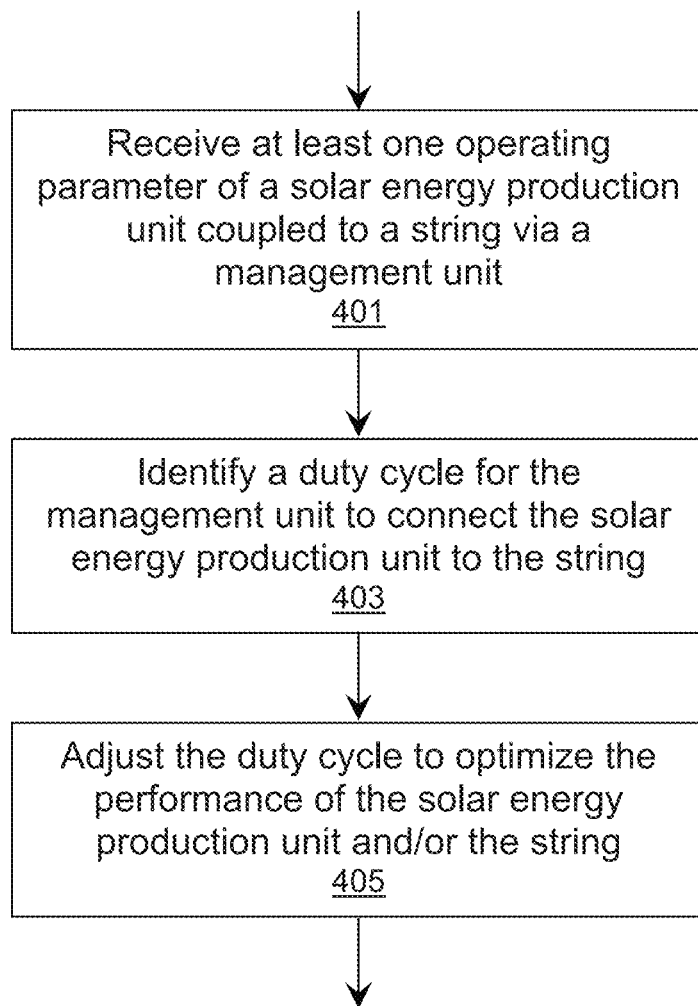 Receive at least one operating
parameter of a solar energy production
unit coupled to a string via a
management unit
401
Identify a duty cycle for the
management unit to connect the solar
energy production unit to the string
403
Adjust the duty cycle to optimize the
performance of the solar energy
production unit and/or the string
405